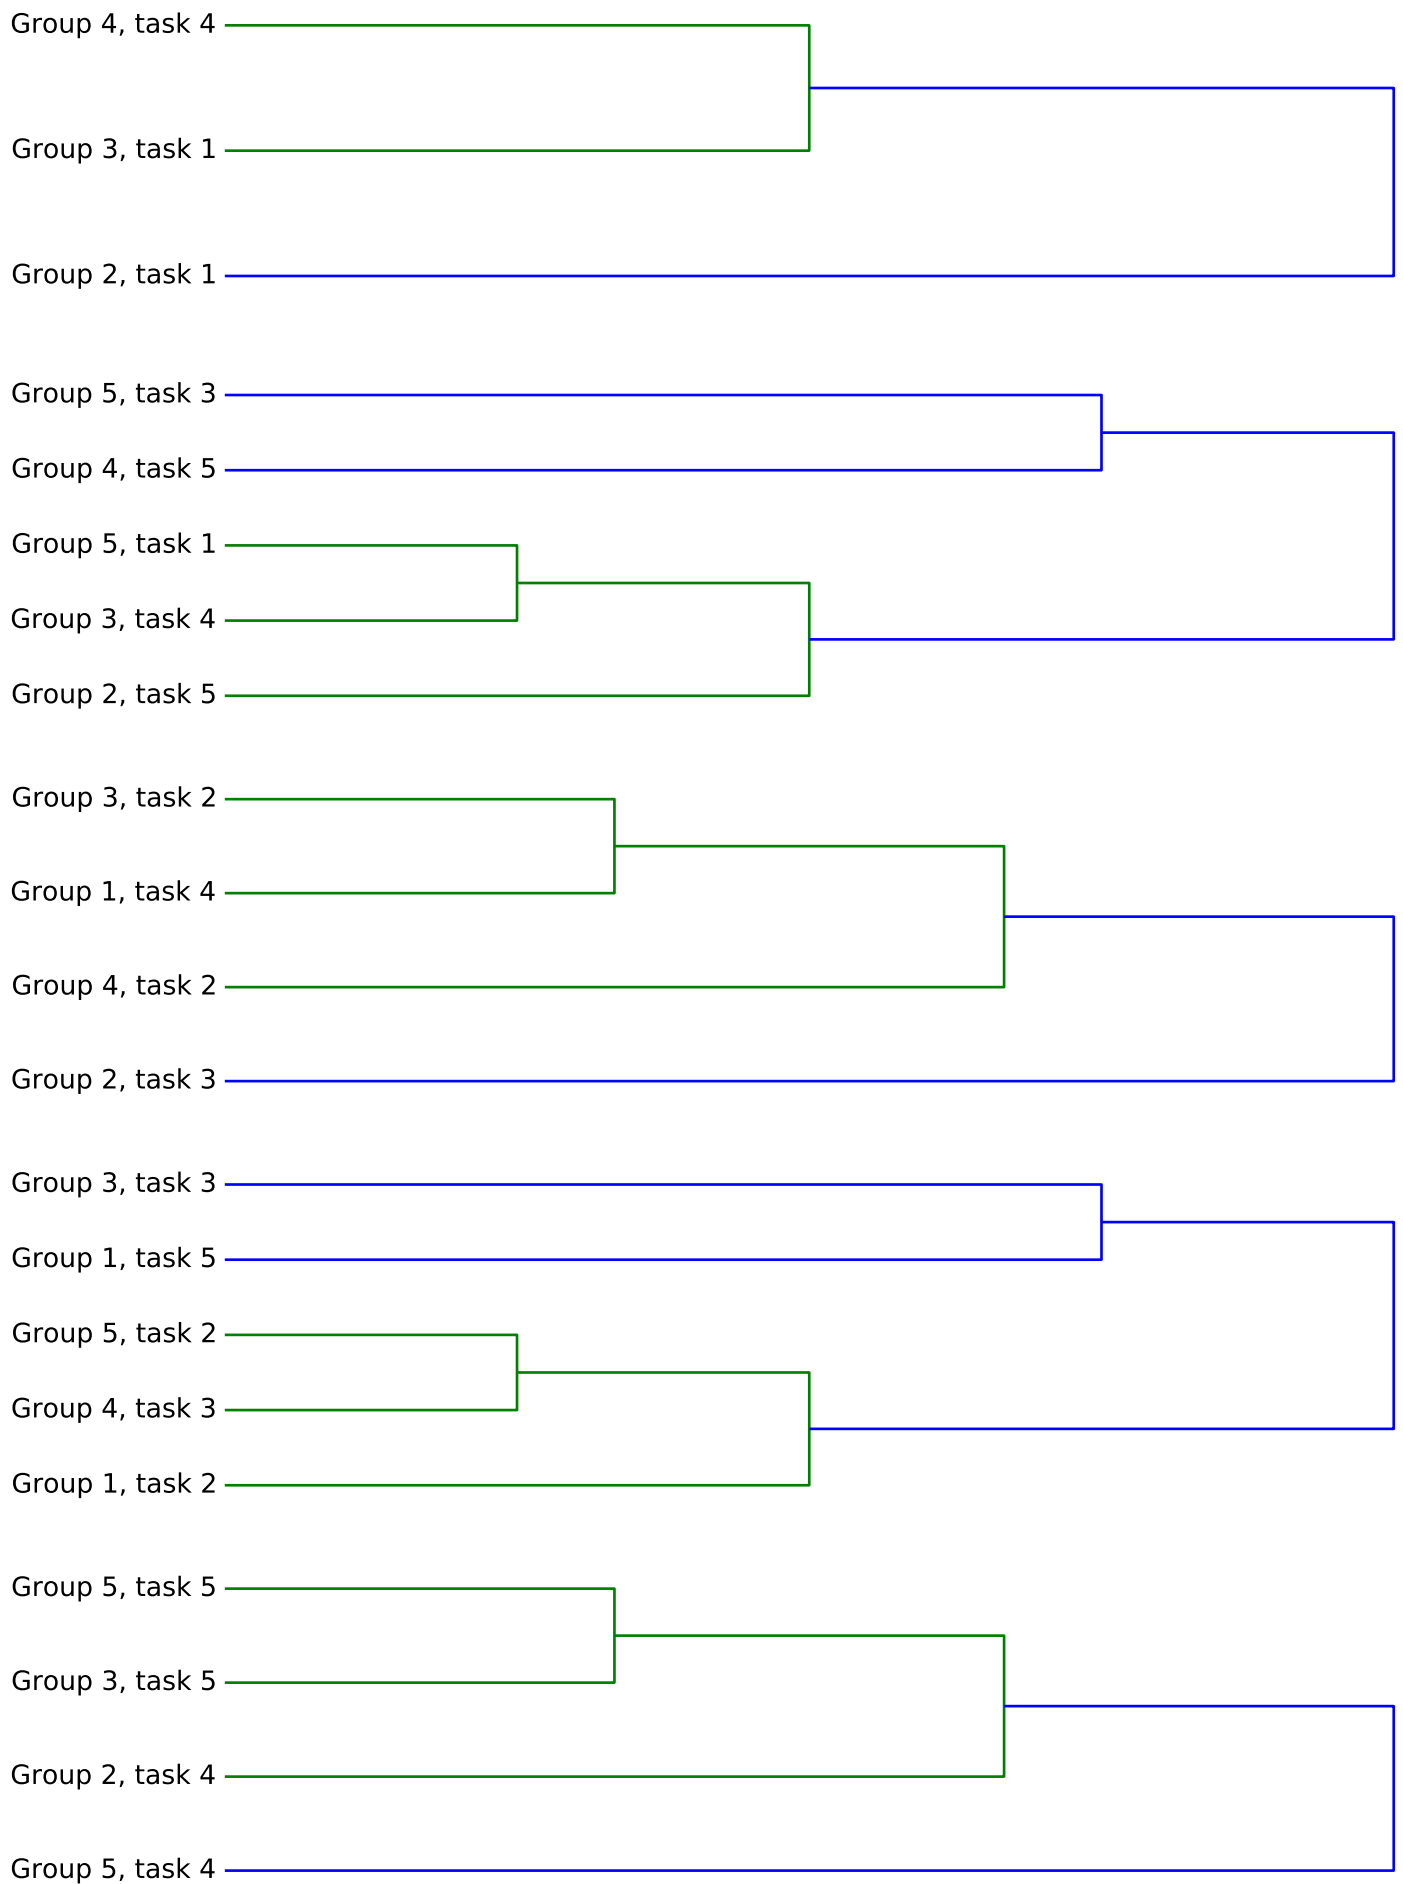 Group 4, task 4
Group 3, task 1
Group 2, task 1
Group 5, task 3
Group 4, task 5
Group 5, task 1
Group 3, task 4
Group 2, task 5
Group 3, task 2
Group 1, task 4
Group 4, task 2
Group 2, task 3
Group 3, task 3
Group 1, task 5
Group 5, task 2
Group 4, task 3
Group 1, task 2
Group 5, task 5
Group 3, task 5
Group 2, task 4
Group 5, task 4